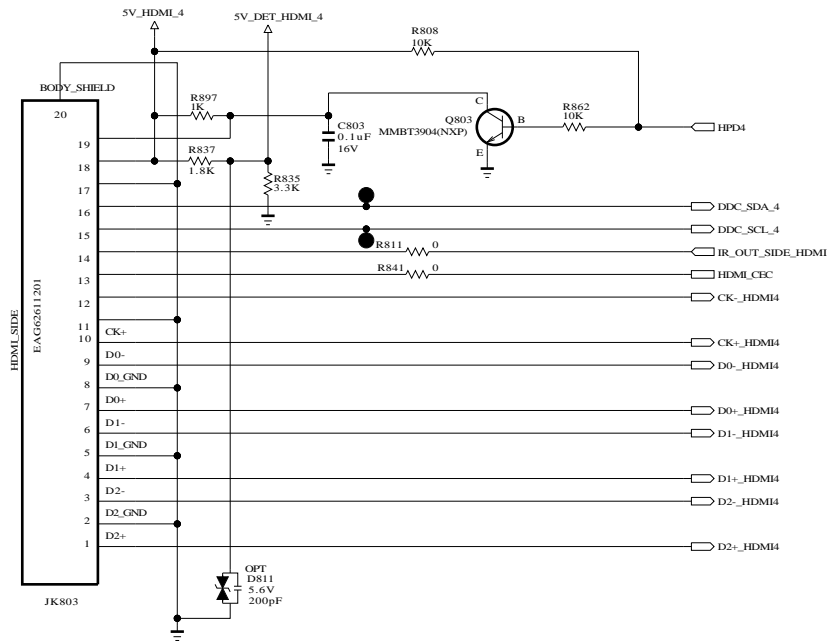 5V_HDMI_4
5V_DET_HDMI_4
R808
10K
BODY_SHIELD
R897
1K
C
20
C803
0.1uF
16V
Q803
MMBT3904(NXP)
B
R862
10K
HPD4
E
19
R837
1.8K
18
R835
3.3K
17
16
DDC_SDA_4
15
DDC_SCL_4
R811
0
14
IR_OUT_SIDE_HDMI
R841
0
13
HDMI_CEC
12
CK-_HDMI4
11
CK+
10
CK+_HDMI4
D0-
9
D0-_HDMI4
D0_GND
8
D0+
7
D0+_HDMI4
D1-
6
D1-_HDMI4
D1_GND
5
D1+
4
D1+_HDMI4
D2-
3
D2-_HDMI4
D2_GND
2
D2+
1
D2+_HDMI4
HDMI_SIDE
EAG62611201
OPT
D811
5.6V
200pF
JK803